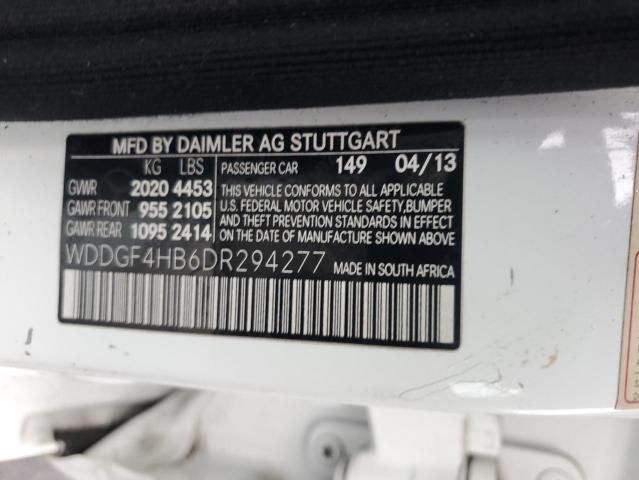 MFD BY DAIMLER AG STUTTGART
KG LBS PASSENGER CAR 149 04/13
GVWR 2020 4453
GAWR FRONT 955 2105
GAWR REAR 1095 2414
THIS VEHICLE CONFORMS TO ALL APPLICABLE
U.S. FEDERAL MOTOR VEHICLE SAFETY,BUMPER
AND THEFT PREVENTION STANDARDS IN EFFECT
ON THE DATE OF MANUFACTURE SHOWN ABOVE.
WDDGF4HB6DR294277 MADE IN SOUTH AFRICA